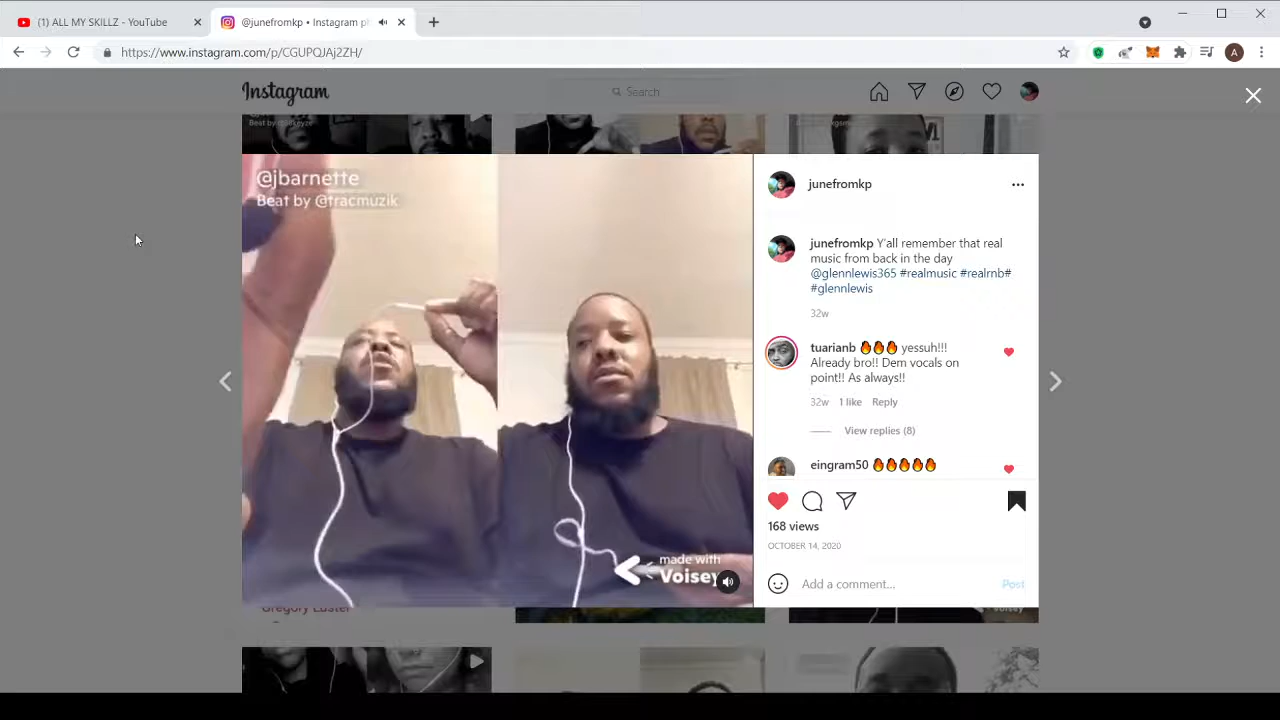 (1) ALL MY SKILLZ - YouTube
@junefromkp • Instagram ph
https://www.instagram.com/p/CGUPQJAj2ZH/
A
Instagram
Search
@jbarnette
Beat by @tracmuzik
made with
Voisey
junefromkp
junefromkp Y'all remember that real
music from back in the day
@glennlewis365 #realmusic #realrnb#
#glennlewis
32w
tuarianb 🔥🔥🔥 yessuh!!!
Already bro!! Dem vocals on
point!! As always!!
32w 1 like Reply
View replies (8)
eingram50 🔥🔥🔥🔥🔥
168 views
OCTOBER 14, 2020
Add a comment...
Post